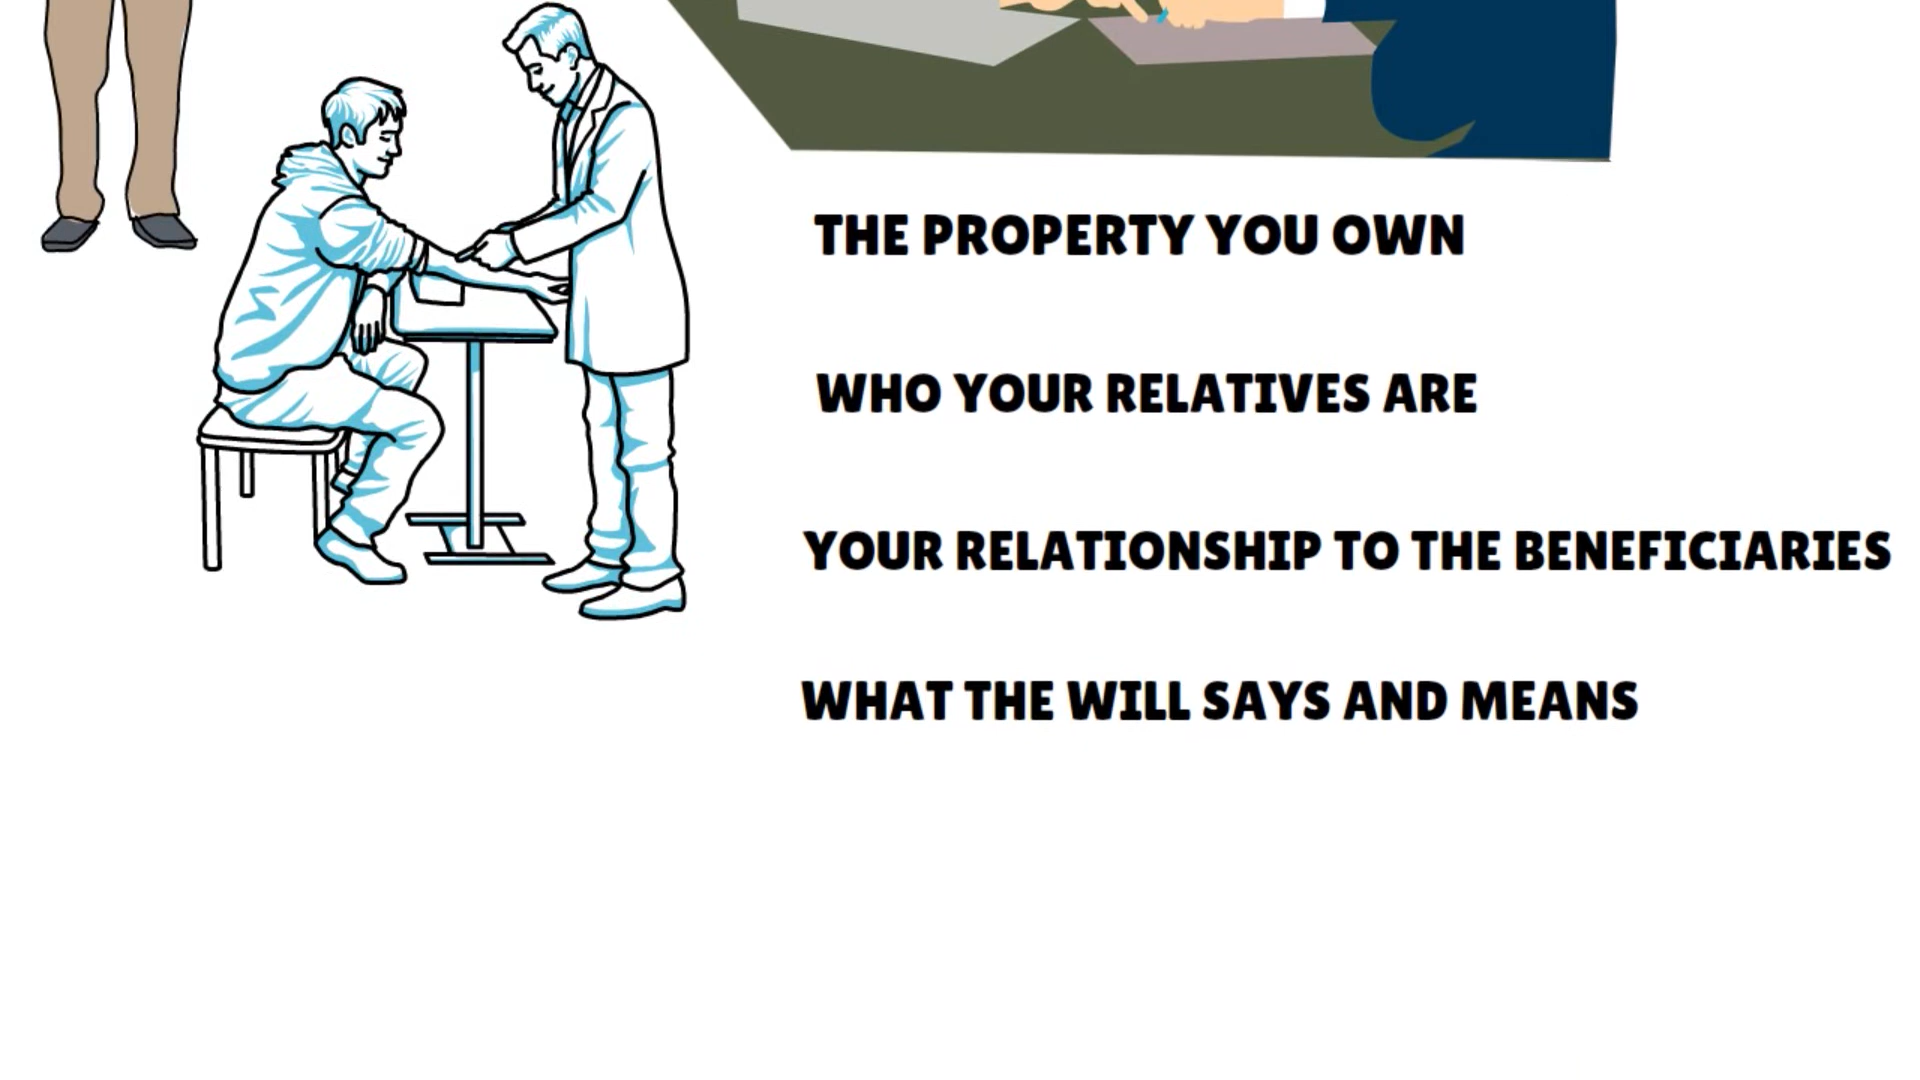 THE PROPERTY YOU OWN
WHO YOUR RELATIVES ARE
YOUR RELATIONSHIP TO THE BENEFICIARIES
WHAT THE WILL SAYS AND MEANS